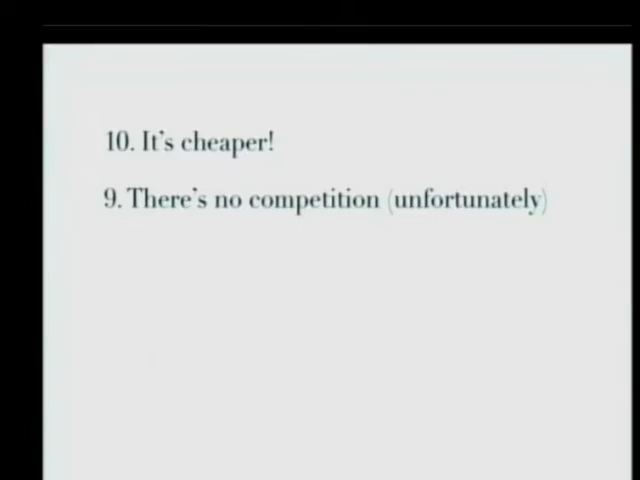 10. It's cheaper!
9. There's no competition (unfortunately)